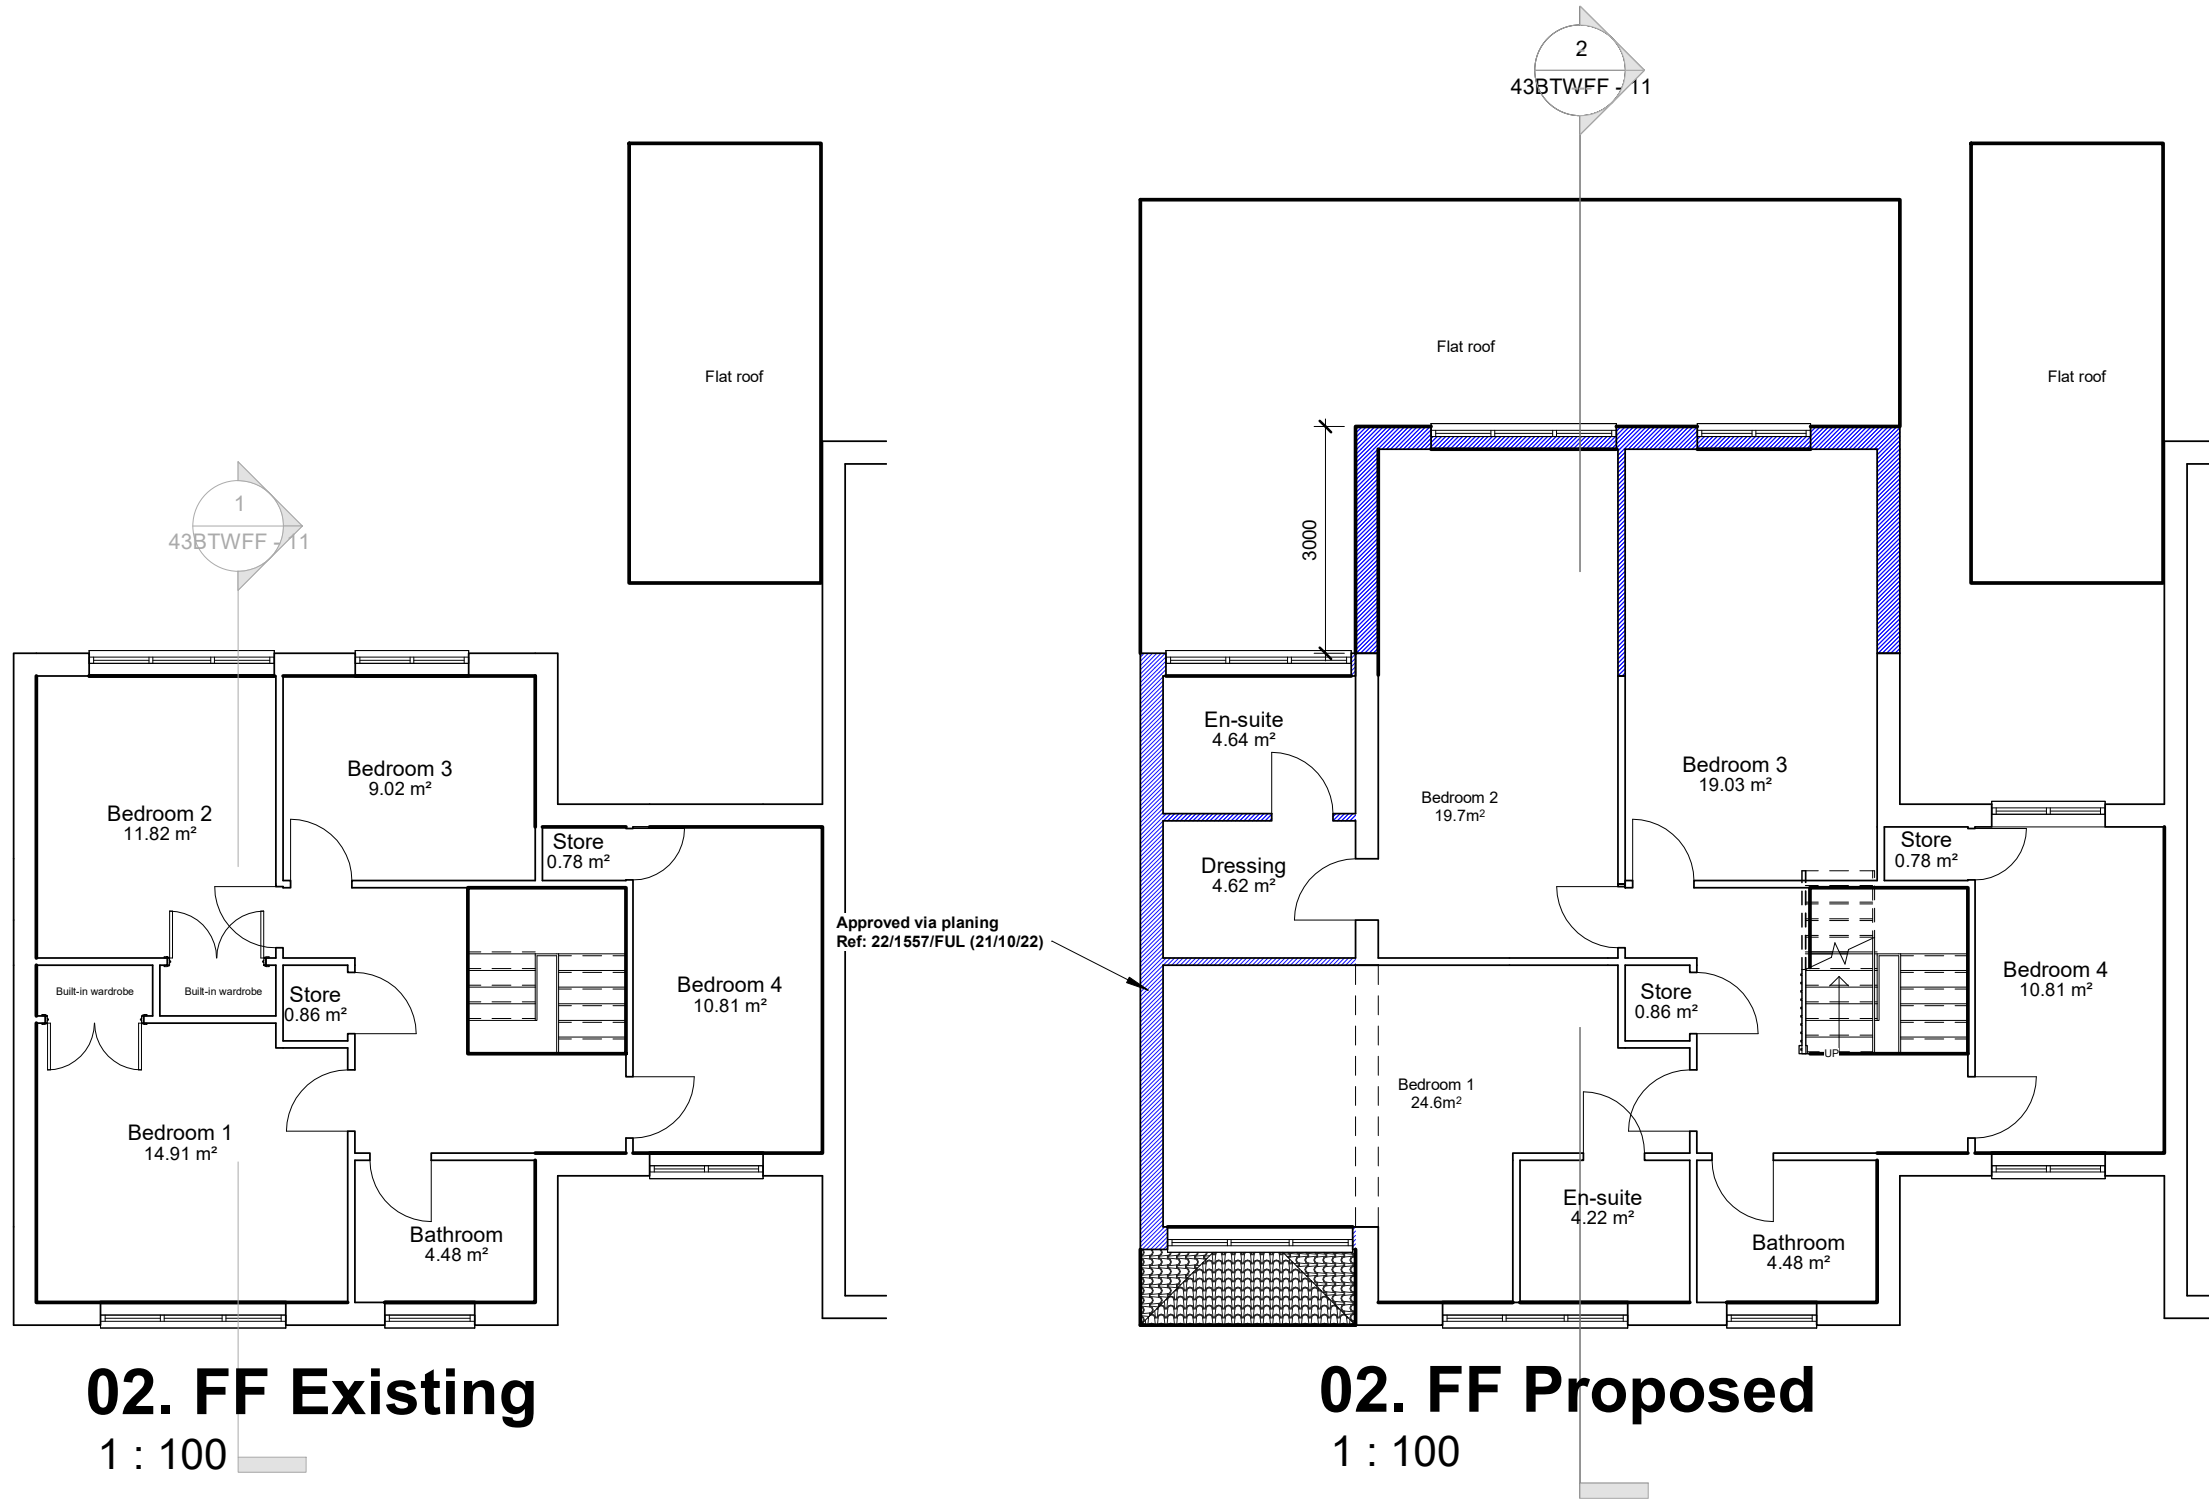 1
43BTWFF - 11
Flat roof
Bedroom 3
9.02 m²
Bedroom 2
11.82 m²
Store
0.78 m²
Built-in wardrobe
Built-in wardrobe
Store
0.86 m²
Bedroom 4
10.81 m²
Bedroom 1
14.91 m²
Bathroom
4.48 m²
02. FF Existing
1 : 100
2
43BTWFF - 11
Flat roof
Flat roof
3000
En-suite
4.64 m²
Bedroom 3
19.03 m²
Bedroom 2
19.7m²
Store
0.78 m²
Dressing
4.62 m²
Approved via planing
Ref: 22/1557/FUL (21/10/22)
Bedroom 4
10.81 m²
Store
0.86 m²
UP
Bedroom 1
24.6m²
En-suite
4.22 m²
Bathroom
4.48 m²
02. FF Proposed
1 : 100